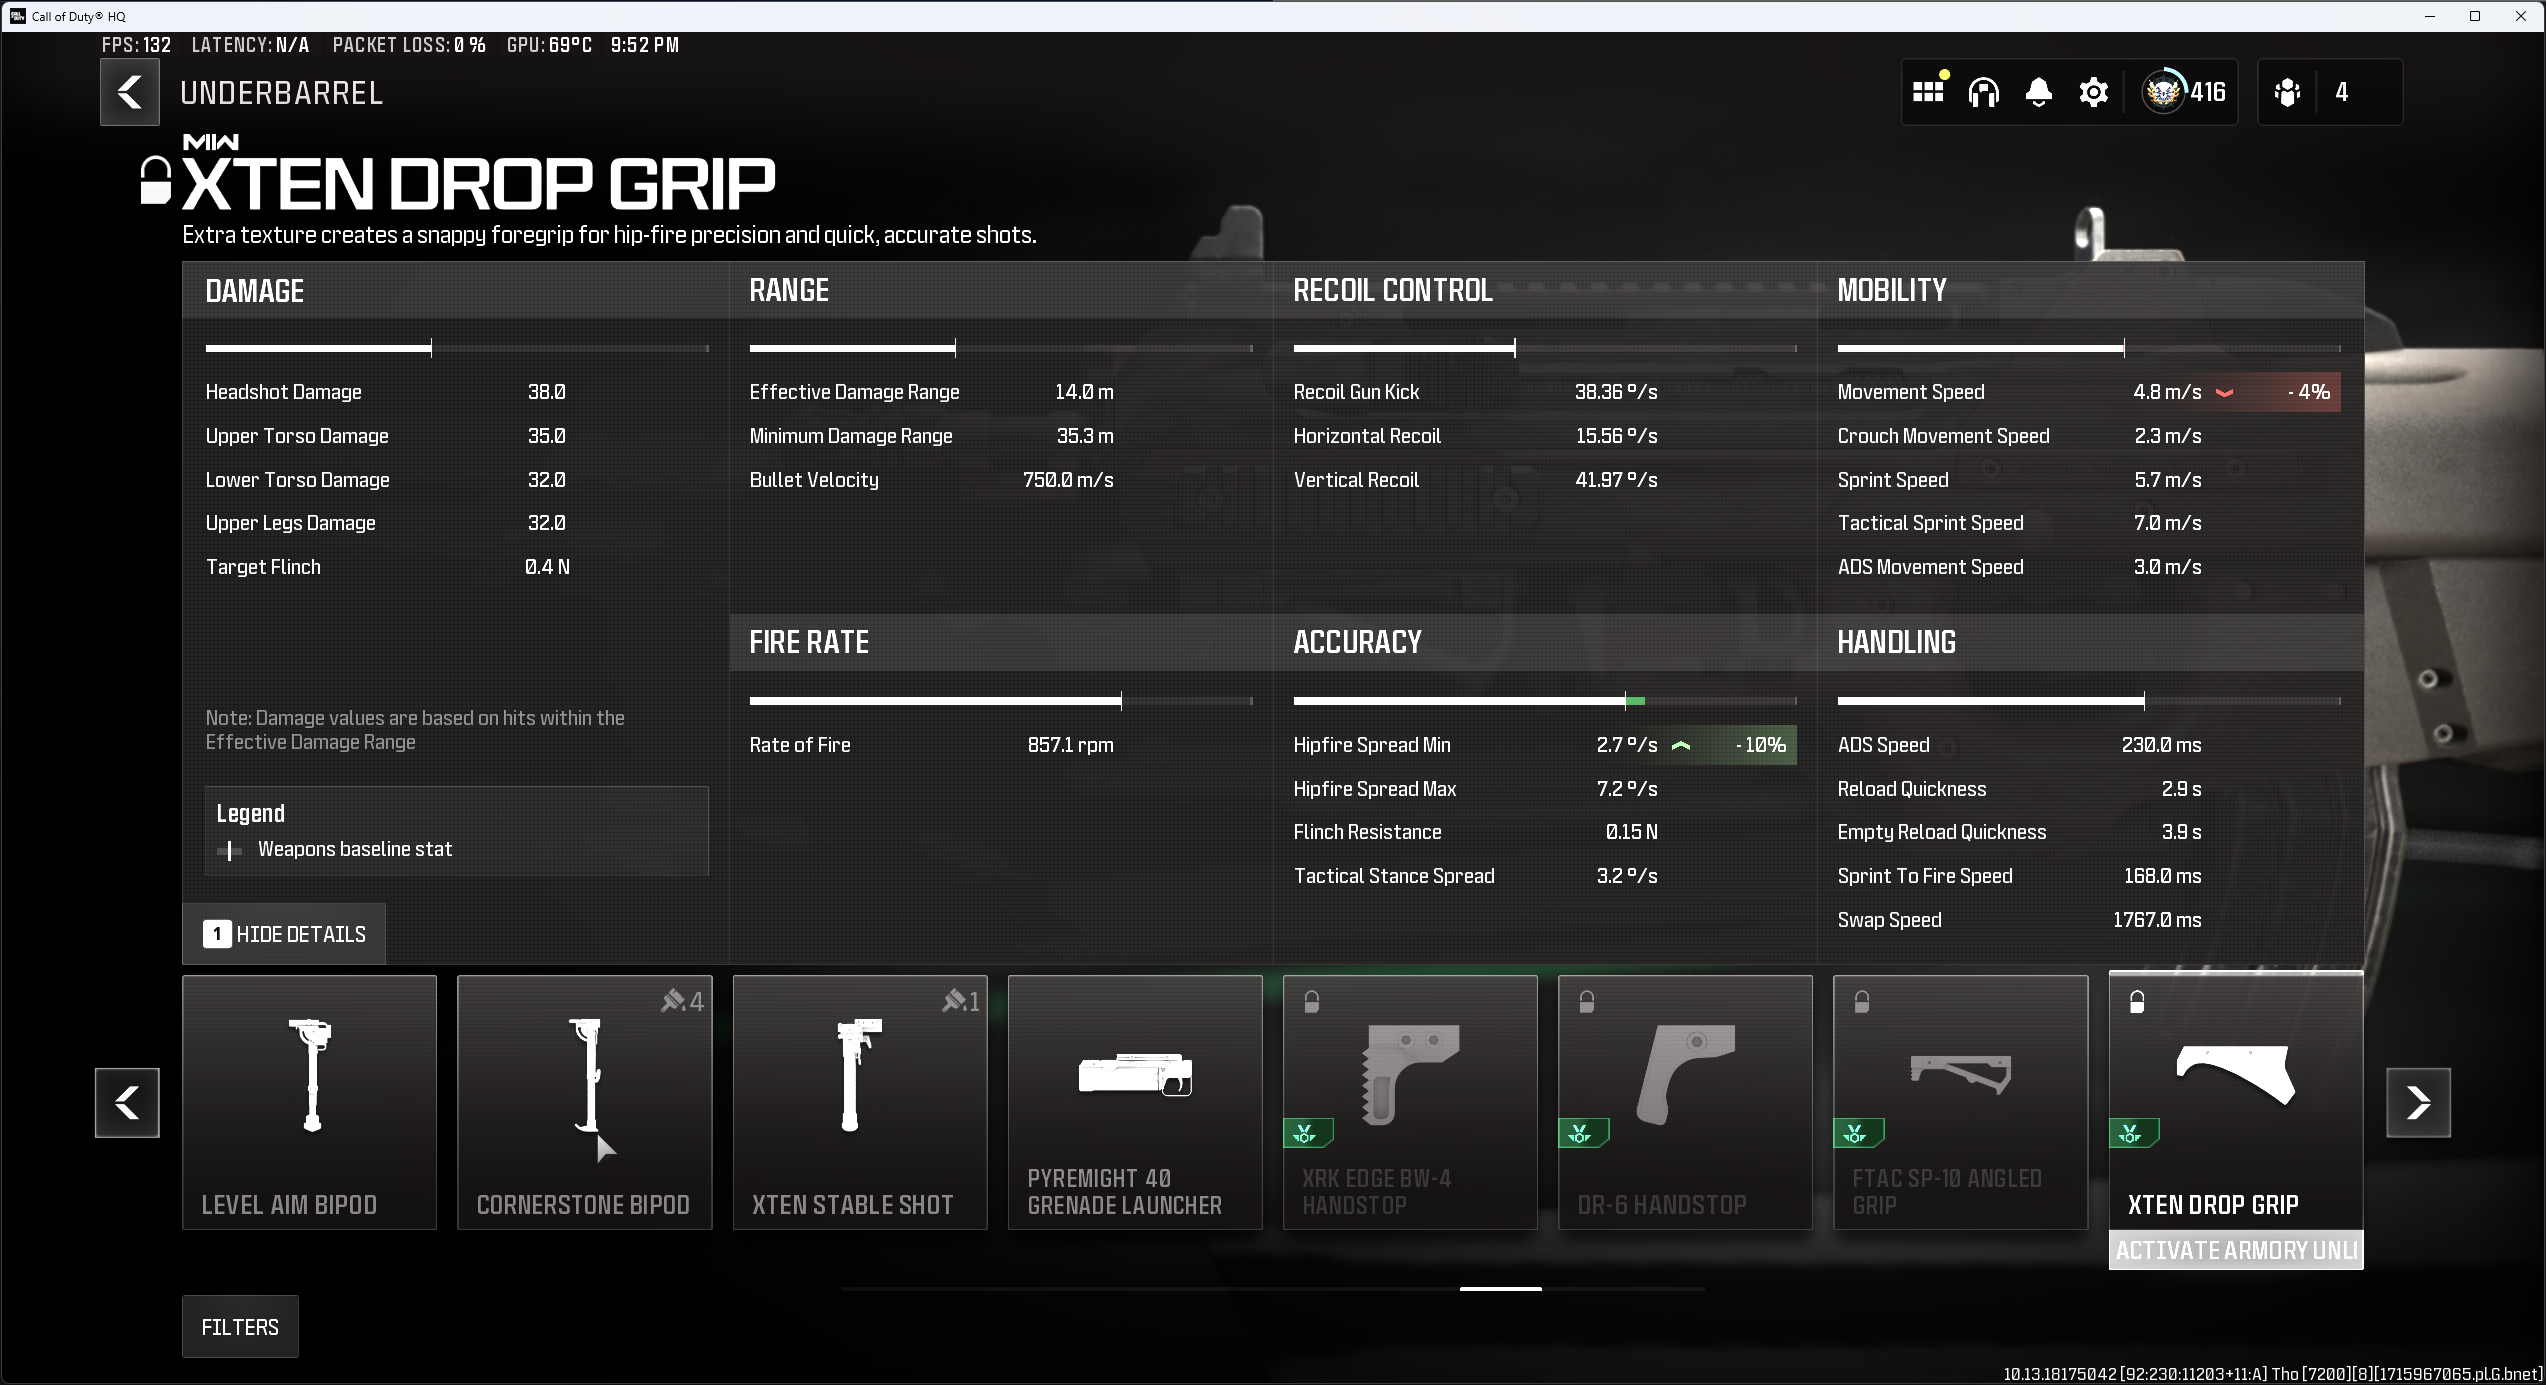 Call of Duty® HQ
FPS: 132 LATENCY: N/A PACKET LOSS: 0 % GPU: 69°C 9:52 PM
UNDERBARREL
416
4
MW
XTEN DROP GRIP
Extra texture creates a snappy foregrip for hip-fire precision and quick, accurate shots.
DAMAGE
Headshot Damage 38.0
Upper Torso Damage 35.0
Lower Torso Damage 32.0
Upper Legs Damage 32.0
Target Flinch 0.4 N
Note: Damage values are based on hits within the
Effective Damage Range
Legend
Weapons baseline stat
1 HIDE DETAILS
RANGE
Effective Damage Range 14.0 m
Minimum Damage Range 35.3 m
Bullet Velocity 750.0 m/s
FIRE RATE
Rate of Fire 857.1 rpm
RECOIL CONTROL
Recoil Gun Kick 38.36 º/s
Horizontal Recoil 15.56 º/s
Vertical Recoil 41.97 º/s
ACCURACY
Hipfire Spread Min 2.7 º/s - 10%
Hipfire Spread Max 7.2 º/s
Flinch Resistance 0.15 N
Tactical Stance Spread 3.2 º/s
MOBILITY
Movement Speed 4.8 m/s - 4%
Crouch Movement Speed 2.3 m/s
Sprint Speed 5.7 m/s
Tactical Sprint Speed 7.0 m/s
ADS Movement Speed 3.0 m/s
HANDLING
ADS Speed 230.0 ms
Reload Quickness 2.9 s
Empty Reload Quickness 3.9 s
Sprint To Fire Speed 168.0 ms
Swap Speed 1767.0 ms
LEVEL AIM BIPOD
4
CORNERSTONE BIPOD
1
XTEN STABLE SHOT
PYREMIGHT 40
GRENADE LAUNCHER
XRK EDGE BW-4
HANDSTOP
DR-6 HANDSTOP
FTAC SP-10 ANGLED
GRIP
XTEN DROP GRIP
ACTIVATE ARMORY UNL
FILTERS
10.13.18175042 [92:230:11203+11:A] Tho [7200][8][1715967065.pl.G.bnet]